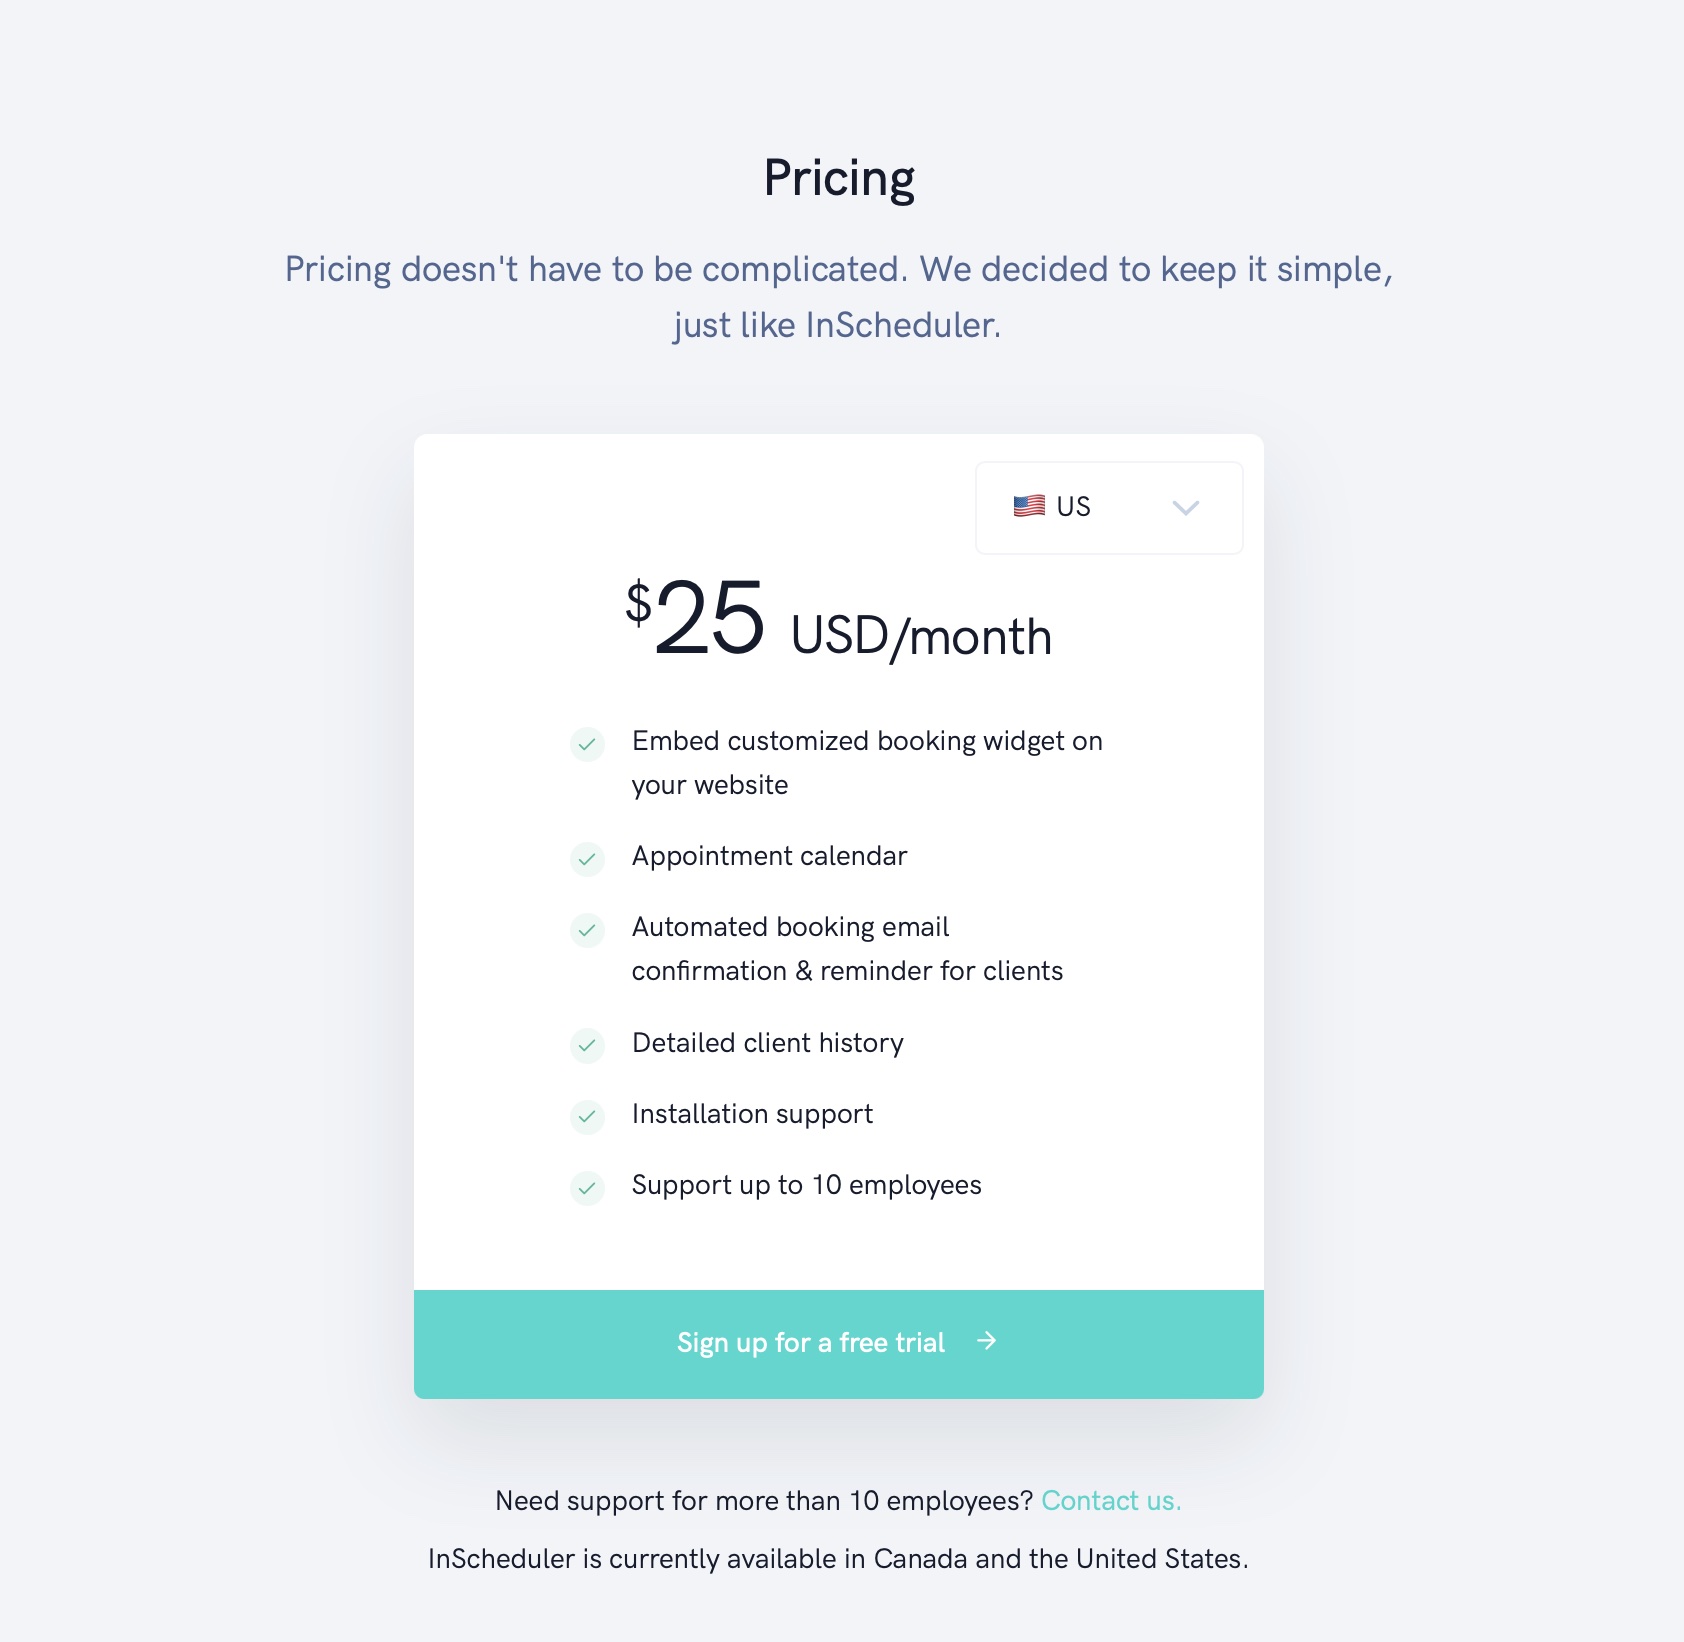 Pricing
Pricing doesn't have to be complicated. We decided to keep it simple,
just like InScheduler.
US
$25 USD/month
Embed customized booking widget on
your website
Appointment calendar
Automated booking email
confirmation & reminder for clients
Detailed client history
Installation support
Support up to 10 employees
Sign up for a free trial
Need support for more than 10 employees? Contact us.
InScheduler is currently available in Canada and the United States.